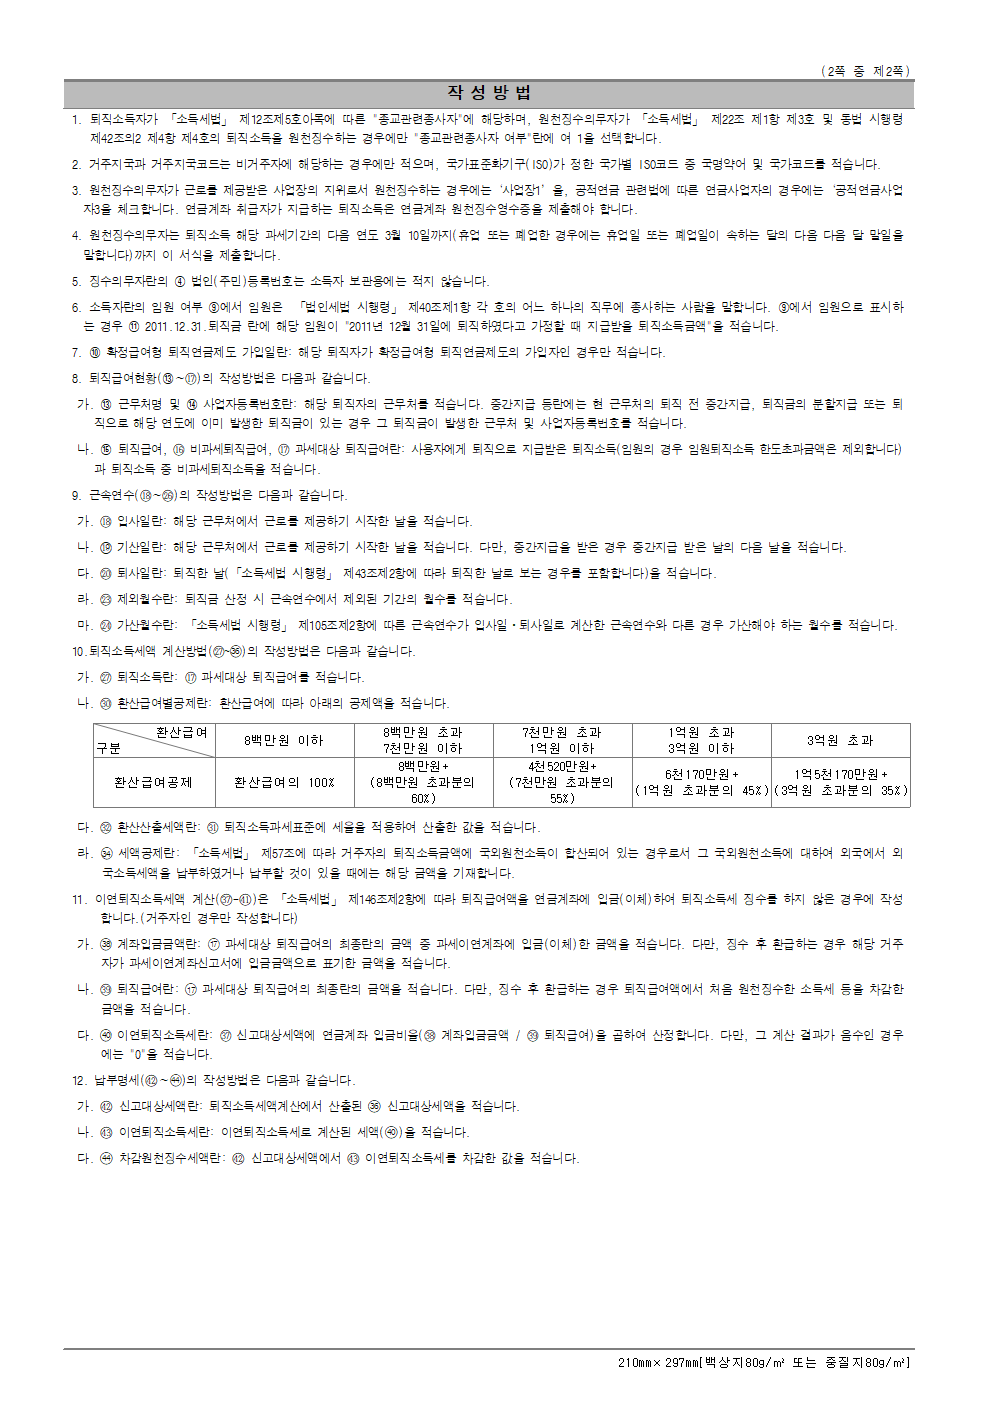 (2쪽 중 제2쪽)
작 성 방 법
1. 퇴직소득자가 「소득세법」 제12조제5호아목에 따른 "종교관련종사자"에 해당하며, 원천징수의무자가 「소득세법」 제22조 제1항 제3호 및 동법 시행령
제42조의2 제4항 제4호의 퇴직소득을 원천징수하는 경우에만 "종교관련종사자 여부"란에 여 1을 선택합니다.
2. 거주지국과 거주지국코드는 비거주자에 해당하는 경우에만 적으며, 국가표준화기구(ISO)가 정한 국가별 ISO코드 중 국명약어 및 국가코드를 적습니다.
3. 원천징수의무자가 근로를 제공받은 사업장의 지위로서 원천징수하는 경우에는 ‘사업장1’을, 공적연금 관련법에 따른 연금사업자의 경우에는 ‘공적연금사업
자3을 체크합니다. 연금계좌 취급자가 지급하는 퇴직소득은 연금계좌 원천징수영수증을 제출해야 합니다.
4. 원천징수의무자는 퇴직소득 해당 과세기간의 다음 연도 3월 10일까지(휴업 또는 폐업한 경우에는 휴업일 또는 폐업일이 속하는 달의 다음 다음 달 말일을
말합니다)까지 이 서식을 제출합니다.
5. 징수의무자란의 ④ 법인(주민)등록번호는 소득자 보관용에는 적지 않습니다.
6. 소득자란의 임원 여부 ⑨에서 임원은 「법인세법 시행령」 제40조제1항 각 호의 어느 하나의 직무에 종사하는 사람을 말합니다. ⑨에서 임원으로 표시하
는 경우 ⑪ 2011.12.31.퇴직금 란에 해당 임원이 "2011년 12월 31일에 퇴직하였다고 가정할 때 지급받을 퇴직소득금액"을 적습니다.
7. ⑩ 확정급여형 퇴직연금제도 가입일란: 해당 퇴직자가 확정급여형 퇴직연금제도의 가입자인 경우만 적습니다.
8. 퇴직급여현황(⑬~⑰)의 작성방법은 다음과 같습니다.
가. ⑬ 근무처명 및 ⑭ 사업자등록번호란: 해당 퇴직자의 근무처를 적습니다. 중간지급 등란에는 현 근무처의 퇴직 전 중간지급, 퇴직금의 분할지급 또는 퇴
직으로 해당 연도에 이미 발생한 퇴직금이 있는 경우 그 퇴직금이 발생한 근무처 및 사업자등록번호를 적습니다.
나. ⑮ 퇴직급여, ⑯ 비과세퇴직급여, ⑰ 과세대상 퇴직급여란: 사용자에게 퇴직으로 지급받은 퇴직소득(임원의 경우 임원퇴직소득 한도초과금액은 제외합니다)
과 퇴직소득 중 비과세퇴직소득을 적습니다.
9. 근속연수(⑱~㉖)의 작성방법은 다음과 같습니다.
가. ⑱ 입사일란: 해당 근무처에서 근로를 제공하기 시작한 날을 적습니다.
나. ⑲ 기산일란: 해당 근무처에서 근로를 제공하기 시작한 날을 적습니다. 다만, 중간지급을 받은 경우 중간지급 받은 날의 다음 날을 적습니다.
다. ⑳ 퇴사일란: 퇴직한 날(「소득세법 시행령」 제43조제2항에 따라 퇴직한 날로 보는 경우를 포함합니다)을 적습니다.
라. ㉓ 제외월수란: 퇴직금 산정 시 근속연수에서 제외된 기간의 월수를 적습니다.
마. ㉔ 가산월수란: 「소득세법 시행령」 제105조제2항에 따른 근속연수가 입사일·퇴사일로 계산한 근속연수와 다른 경우 가산해야 하는 월수를 적습니다.
10.퇴직소득세액 계산방법(㉗~㊱)의 작성방법은 다음과 같습니다.
가. ㉗ 퇴직소득란: ⑰ 과세대상 퇴직급여를 적습니다.
나. ㉚ 환산급여별공제란: 환산급여에 따라 아래의 공제액을 적습니다.
환산급여
구분
8백만원 이하
8백만원 초과
7천만원 이하
7천만원 초과
1억원 이하
1억원 초과
3억원 이하
3억원 초과
환산급여공제
환산급여의 100%
8백만원+
(8백만원 초과분의
60%)
4천520만원+
(7천만원 초과분의
55%)
6천170만원+
(1억원 초과분의 45%)
1억5천170만원+
(3억원 초과분의 35%)
다. ㉜ 환산산출세액란: ㉛ 퇴직소득과세표준에 세율을 적용하여 산출한 값을 적습니다.
라. ㉞ 세액공제란: 「소득세법」 제57조에 따라 거주자의 퇴직소득금액에 국외원천소득이 합산되어 있는 경우로서 그 국외원천소득에 대하여 외국에서 외
국소득세액을 납부하였거나 납부할 것이 있을 때에는 해당 금액을 기재합니다.
11. 이연퇴직소득세액 계산(㊲-㊶)은 「소득세법」 제146조제2항에 따라 퇴직급여액을 연금계좌에 입금(이체)하여 퇴직소득세 징수를 하지 않은 경우에 작성
합니다.(거주자인 경우만 작성합니다)
가. ㊳ 계좌입금금액란: ⑰ 과세대상 퇴직급여의 최종란의 금액 중 과세이연계좌에 입금(이체)한 금액을 적습니다. 다만, 징수 후 환급하는 경우 해당 거주
자가 과세이연계좌신고서에 입금금액으로 표기한 금액을 적습니다.
나. ㊴ 퇴직급여란: ⑰ 과세대상 퇴직급여의 최종란의 금액을 적습니다. 다만, 징수 후 환급하는 경우 퇴직급여액에서 처음 원천징수한 소득세 등을 차감한
금액을 적습니다.
다. ㊵ 이연퇴직소득세란: ㊲ 신고대상세액에 연금계좌 입금비율(㊳ 계좌입금금액 / ㊴ 퇴직급여)을 곱하여 산정합니다. 다만, 그 계산 결과가 음수인 경우
에는 "0"을 적습니다.
12. 납부명세(㊷~㊹)의 작성방법은 다음과 같습니다.
가. ㊷ 신고대상세액란: 퇴직소득세액계산에서 산출된 ㊱ 신고대상세액을 적습니다.
나. ㊸ 이연퇴직소득세란: 이연퇴직소득세로 계산된 세액(㊵)을 적습니다.
다. ㊹ 차감원천징수세액란: ㊷ 신고대상세액에서 ㊸ 이연퇴직소득세를 차감한 값을 적습니다.
210㎜×297㎜[백상지80g/㎡ 또는 중질지80g/㎡]